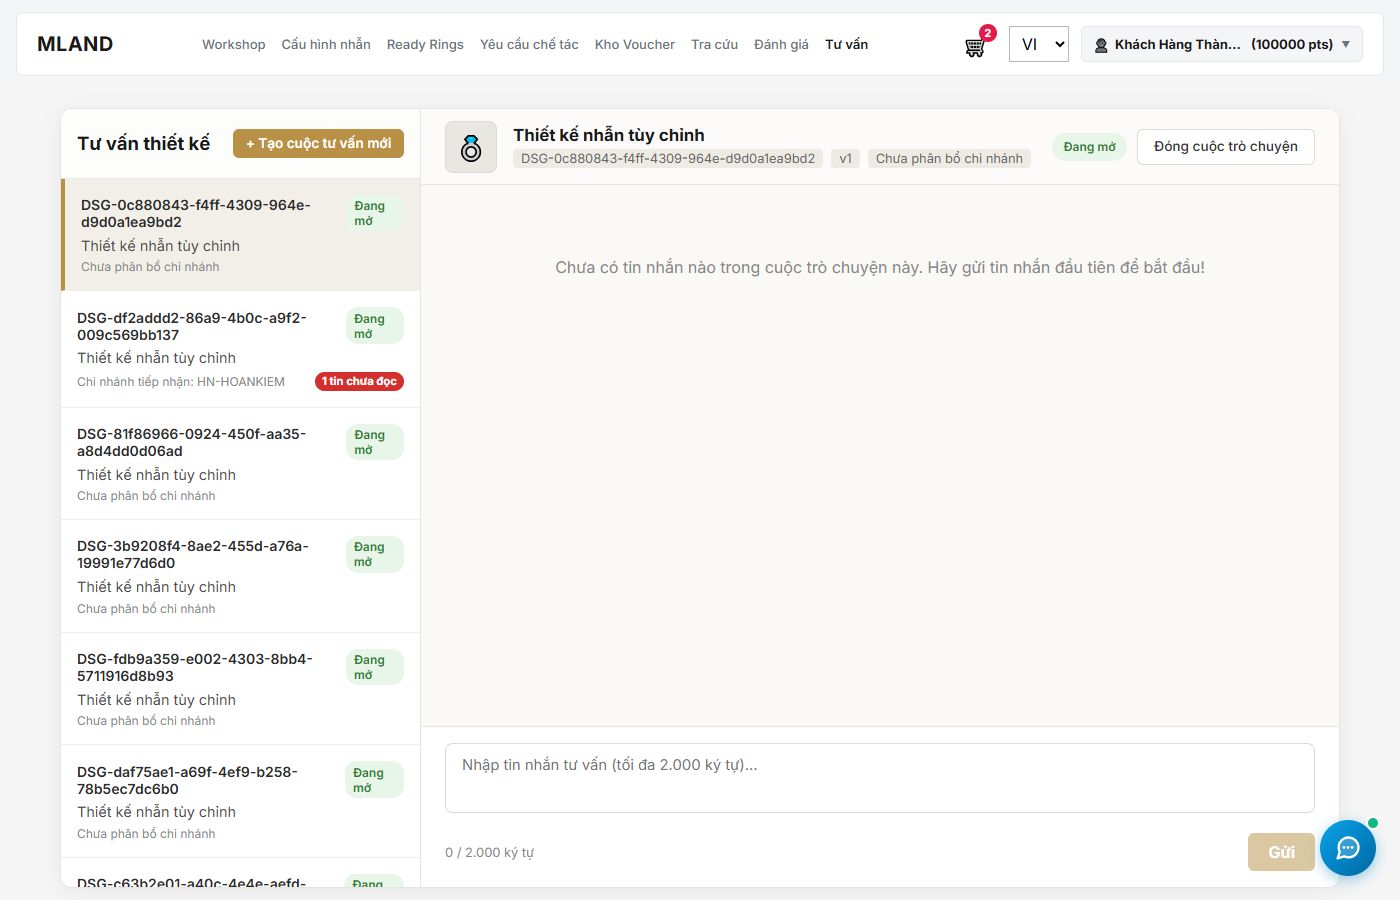 MLAND
Workshop
Cấu hình nhẫn
Ready Rings
Yêu cầu chế tác
Kho Voucher
Tra cứu
Đánh giá
Tư vấn
2
VI
Khách Hàng Thàn... (100000 pts)
Tư vấn thiết kế
+ Tạo cuộc tư vấn mới
DSG-0c880843-f4ff-4309-964e-
d9d0a1ea9bd2
Đang
mở
Thiết kế nhẫn tùy chỉnh
Chưa phân bổ chi nhánh
DSG-df2addd2-86a9-4b0c-a9f2-
009c569bb137
Đang
mở
Thiết kế nhẫn tùy chỉnh
Chi nhánh tiếp nhận: HN-HOANKIEM
1 tin chưa đọc
DSG-81f86966-0924-450f-aa35-
a8d4dd0d06ad
Đang
mở
Thiết kế nhẫn tùy chỉnh
Chưa phân bổ chi nhánh
DSG-3b9208f4-8ae2-455d-a76a-
19991e77d6d0
Đang
mở
Thiết kế nhẫn tùy chỉnh
Chưa phân bổ chi nhánh
DSG-fdb9a359-e002-4303-8bb4-
5711916d8b93
Đang
mở
Thiết kế nhẫn tùy chỉnh
Chưa phân bổ chi nhánh
DSG-daf75ae1-a69f-4ef9-b258-
78b5ec7dc6b0
Đang
mở
Thiết kế nhẫn tùy chỉnh
Chưa phân bổ chi nhánh
DSG-c63b2e01-a40c-4e4e-aefd-
Đang
Thiết kế nhẫn tùy chỉnh
DSG-0c880843-f4ff-4309-964e-d9d0a1ea9bd2
v1
Chưa phân bổ chi nhánh
Đang mở
Đóng cuộc trò chuyện
Chưa có tin nhắn nào trong cuộc trò chuyện này. Hãy gửi tin nhắn đầu tiên để bắt đầu!
Nhập tin nhắn tư vấn (tối đa 2.000 ký tự)...
0 / 2.000 ký tự
Gửi